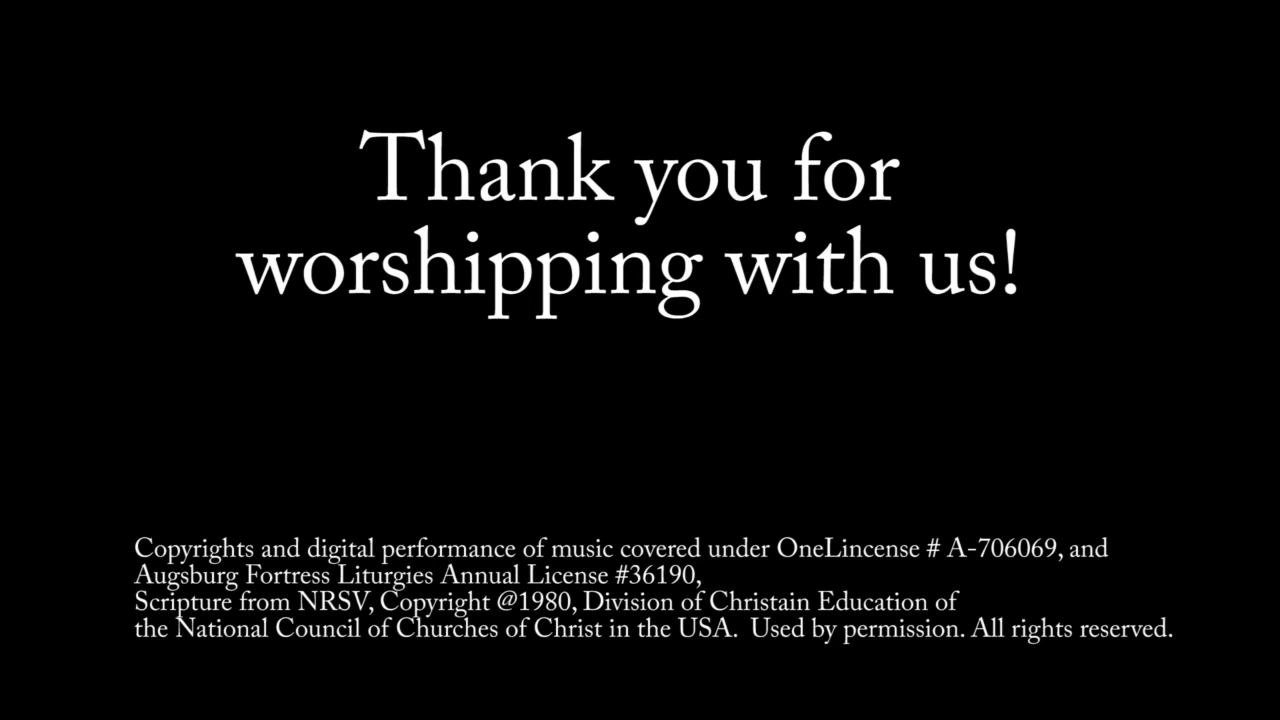 Thank you for
worshipping with us!
Copyrights and digital performance of music covered under OneLincense # A-706069, and
Augsburg Fortress Liturgies Annual License #36190,
Scripture from NRSV, Copyright @1980, Division of Christain Education of
the National Council of Churches of Christ in the USA.  Used by permission. All rights reserved.